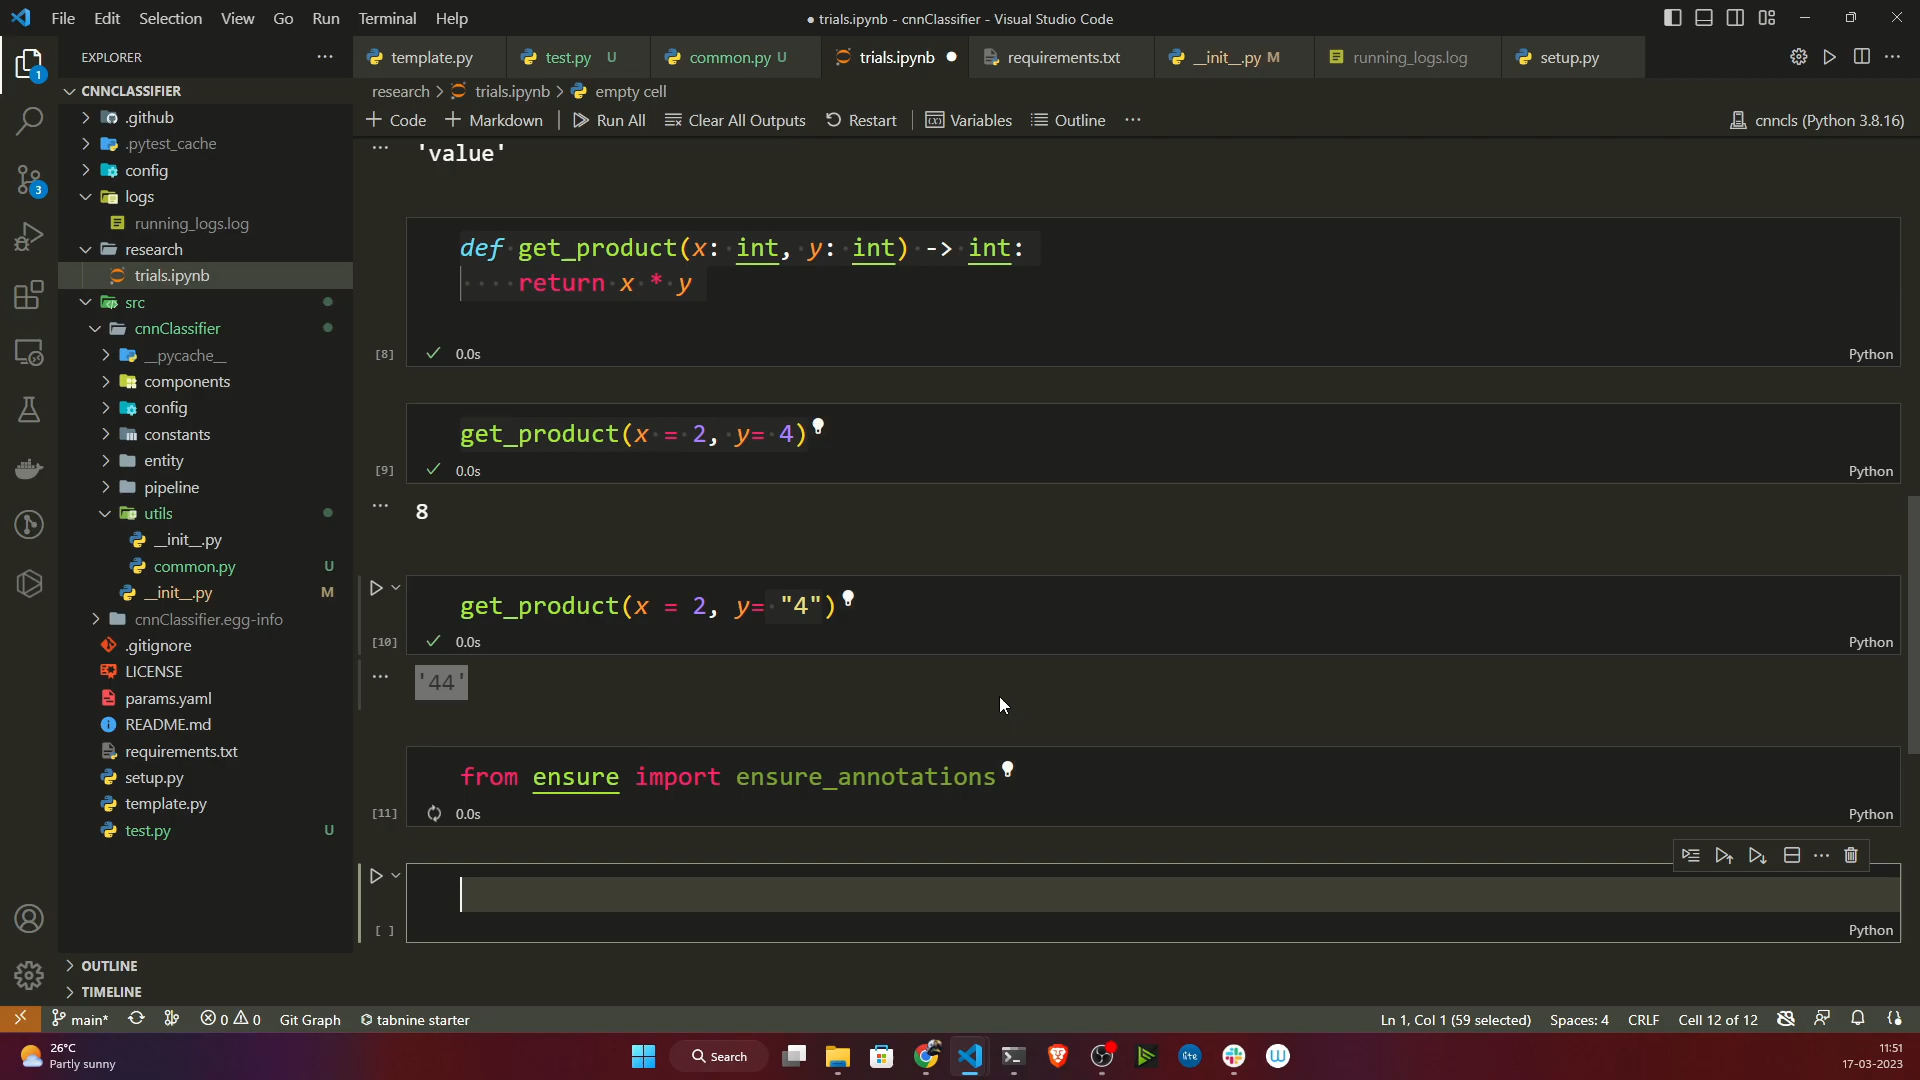 File Edit Selection View Go Run Terminal Help
● trials.ipynb - cnnClassifier - Visual Studio Code
EXPLORER
template.py
test.py U
common.py U
trials.ipynb ●
requirements.txt
__init__.py M
running_logs.log
setup.py
CNNCLASSIFIER
research > trials.ipynb > empty cell
Code Markdown Run All Clear All Outputs Restart Variables Outline ...
cnncls (Python 3.8.16)
.github
.pytest_cache
config
logs
running_logs.log
research
trials.ipynb
src
cnnClassifier
__pycache__
components
config
constants
entity
pipeline
utils
__init__.py
common.py U
__init__.py M
cnnClassifier.egg-info
.gitignore
LICENSE
params.yaml
README.md
requirements.txt
setup.py
template.py
test.py U
OUTLINE
TIMELINE
'value'
def get_product(x: int, y: int) -> int:
return x * y
[8] 0.0s Python
get_product(x = 2, y= 4)
[9] 0.0s Python
8
get_product(x = 2, y= "4")
[10] 0.0s Python
'44'
from ensure import ensure_annotations
[11] 0.0s Python
[ ] Python
main* 0 0 Git Graph tabnine starter
Ln 1, Col 1 (59 selected) Spaces: 4 CRLF Cell 12 of 12
1
3
26°C
Partly sunny
Search
lite
11:51
17-03-2023